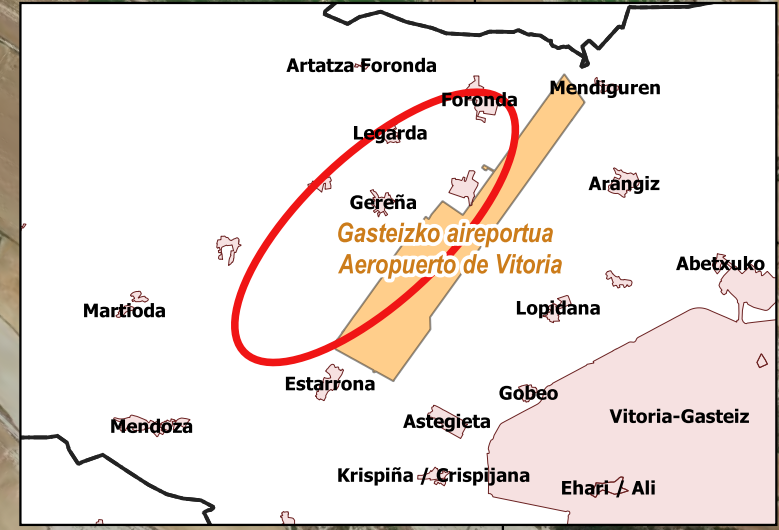 Artatza Foronda
Mendiguren
Foronda
Legarda
Arangiz
Gereña
Gasteizko aireportua
Aeropuerto de Vitoria
Abetxuko
Martioda
Lopidana
Estarrona
Gobeo
Mendoza
Astegieta
Vitoria-Gasteiz
Krispiña / Crispijana
Ehari / Ali